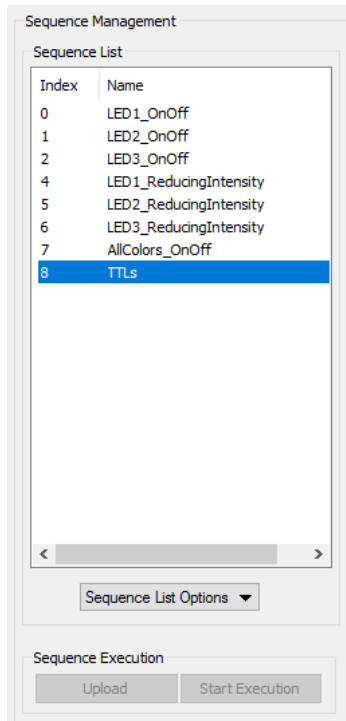 Sequence Management
Sequence List
Index Name
0 LED1_OnOff
1 LED2_OnOff
2 LED3_OnOff
4 LED1_ReducingIntensity
5 LED2_ReducingIntensity
6 LED3_ReducingIntensity
7 AllColors_OnOff
8 TTLs
Sequence List Options
Sequence Execution
Upload Start Execution